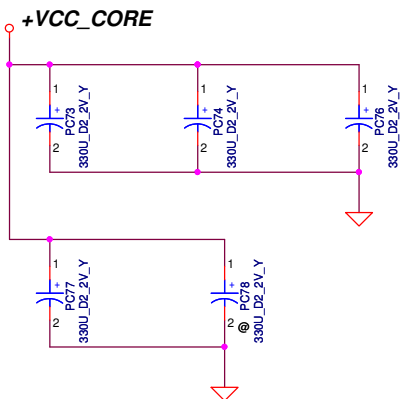 +VCC_CORE
1
+
2
PC73
330U_D2_2V_Y
1
+
2
PC74
330U_D2_2V_Y
1
+
2
PC76
330U_D2_2V_Y
1
+
2
PC77
330U_D2_2V_Y
1
+
2
@
PC78
330U_D2_2V_Y